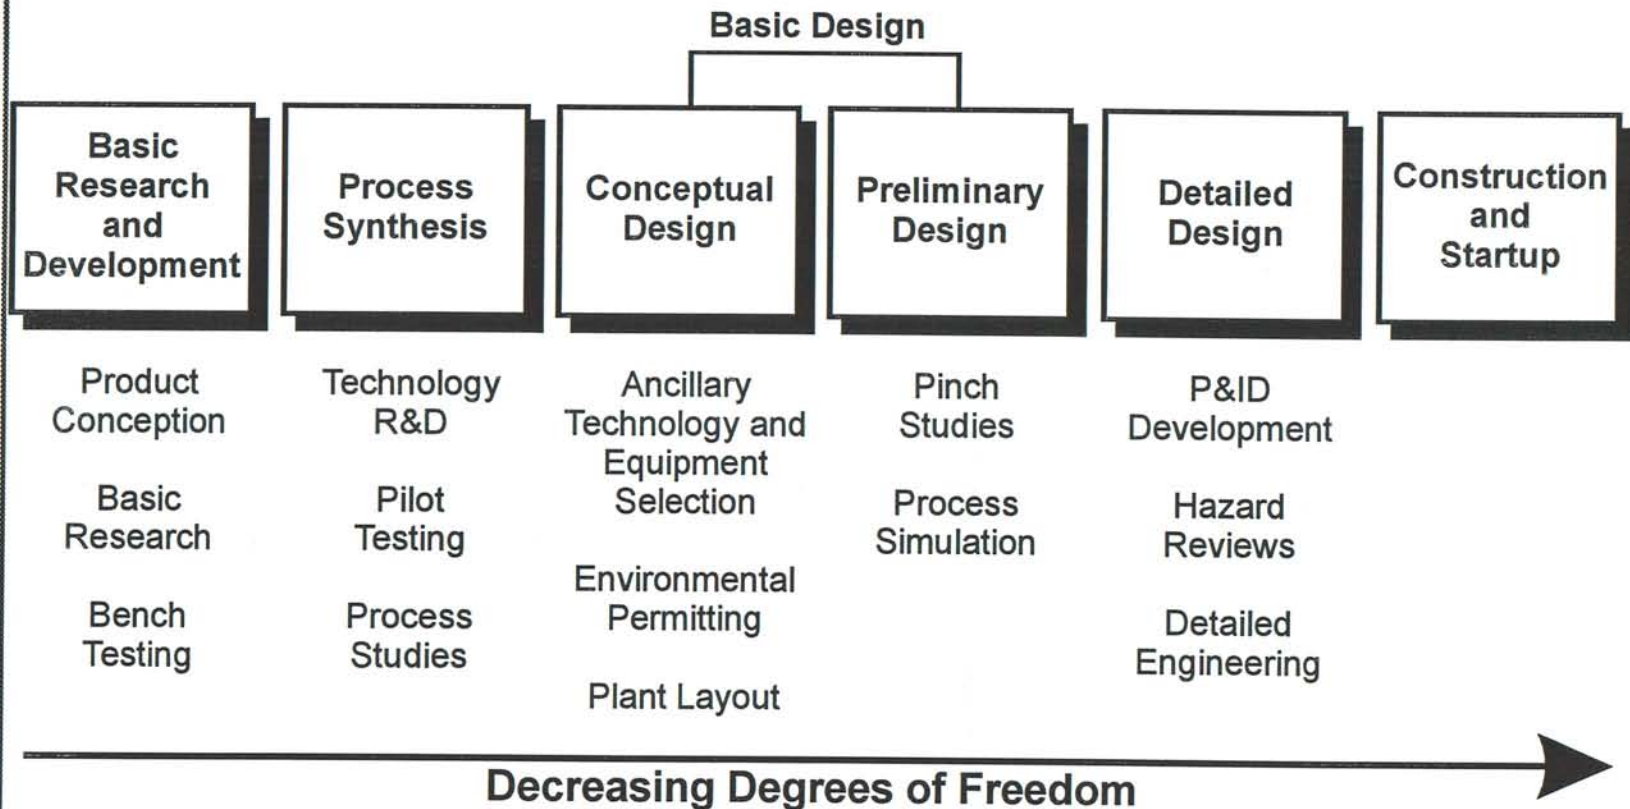 Basic Design
Basic
Research
and
Development
Process
Synthesis
Conceptual
Design
Preliminary
Design
Detailed
Design
Construction
and
Startup
Product
Conception
Basic
Research
Bench
Testing
Technology
R&D
Pilot
Testing
Process
Studies
Ancillary
Technology and
Equipment
Selection
Environmental
Permitting
Plant Layout
Pinch
Studies
Process
Simulation
P&ID
Development
Hazard
Reviews
Detailed
Engineering
Decreasing Degrees of Freedom